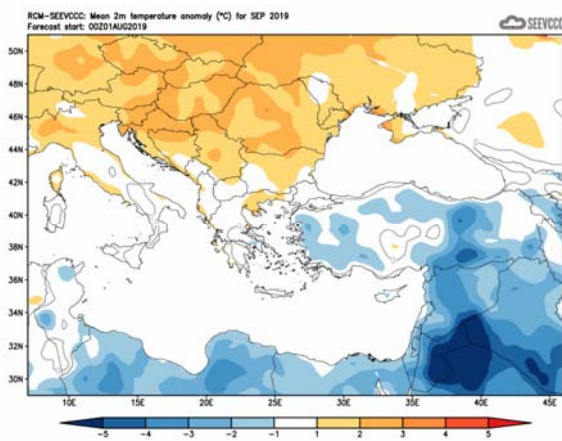 RCM-SEEVCCC: Mean 2m temperature anomaly (°C) for SEP 2019
Forecast start: 00Z01AUG2019
SEEVCCC
50N
48N
46N
44N
42N
40N
38N
36N
34N
32N
30N
10E 15E 20E 25E 30E 35E 40E 45E
-5 -4 -3 -2 -1 1 2 3 4 5